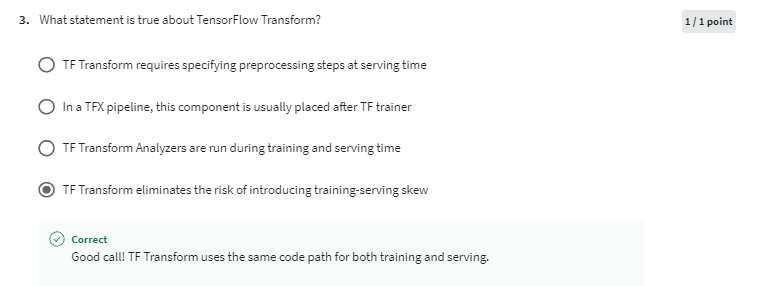 3. What statement is true about TensorFlow Transform?
1 / 1 point
TF Transform requires specifying preprocessing steps at serving time
In a TFX pipeline, this component is usually placed after TF trainer
TF Transform Analyzers are run during training and serving time
TF Transform eliminates the risk of introducing training-serving skew
Correct
Good call! TF Transform uses the same code path for both training and serving.